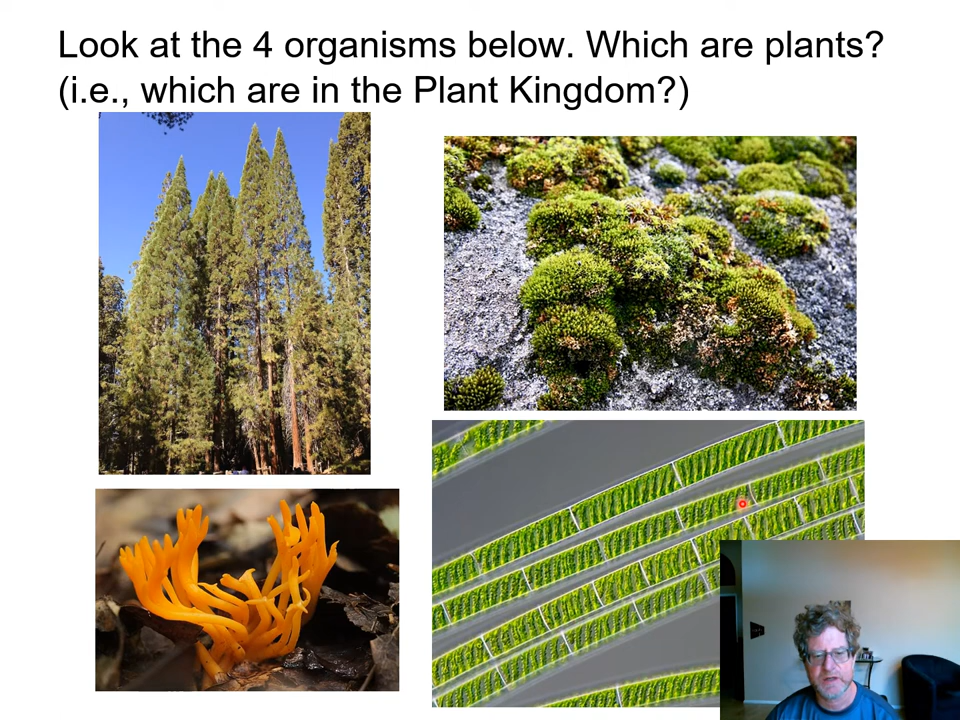 Look at the 4 organisms below. Which are plants?
(i.e., which are in the Plant Kingdom?)